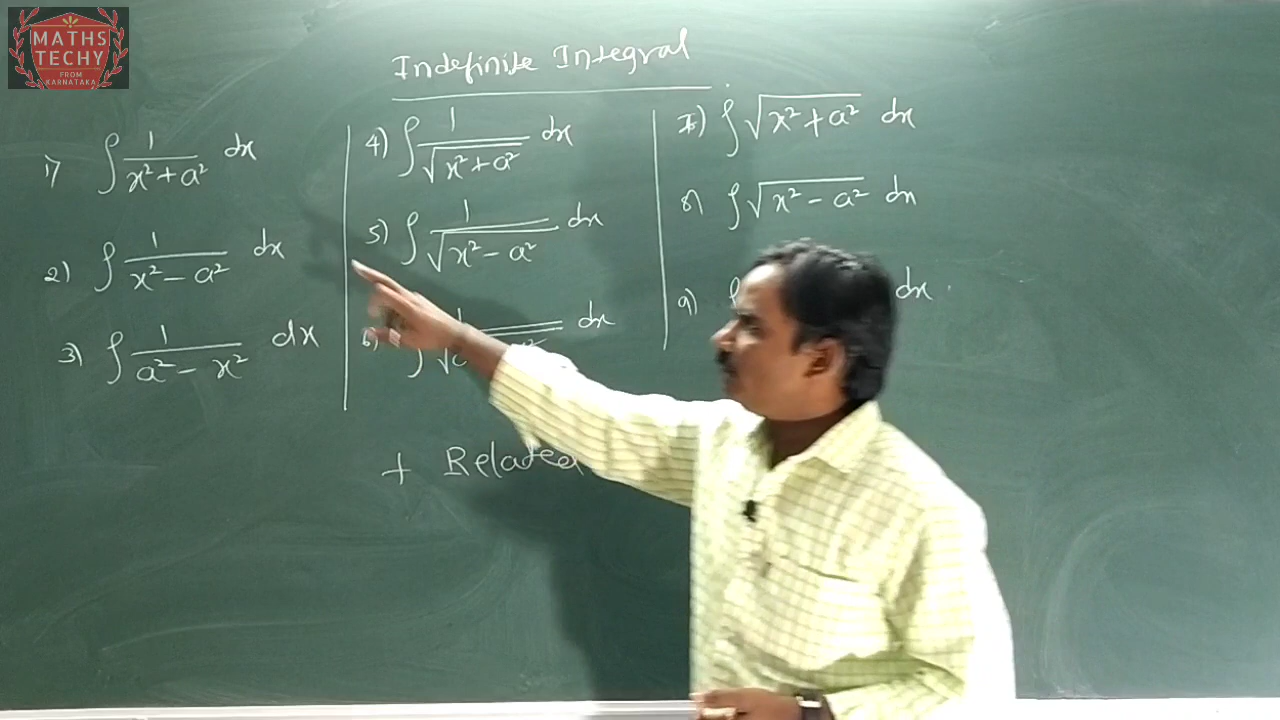 MATHS
TECHY
FROM
KARNATAKA
Indefinite Integral
1) ∫ 1/(x² + a²) dx
2) ∫ 1/(x² - a²) dx
3) ∫ 1/(a² - x²) dx
4) ∫ 1/√(x² + a²) dx
5) ∫ 1/√(x² - a²) dx
6) ∫ 1/√ dx
7) ∫ √(x² + a²) dx
8) ∫ √(x² - a²) dx
9) ∫ dx
+ Related